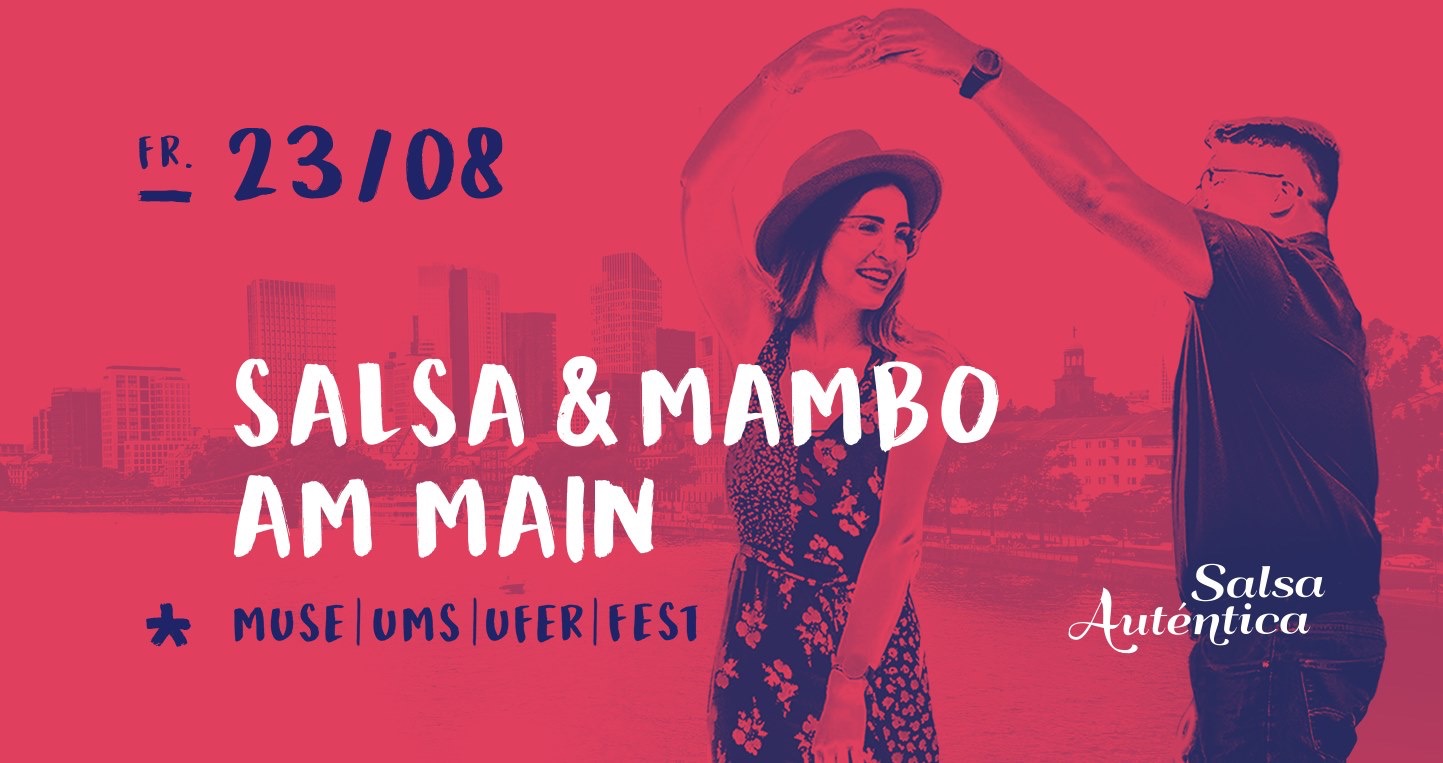 FR. 23/08
SALSA & MAMBO
AM MAIN
* MUSE|UMS|UFER|FEST
Salsa
Auténtica